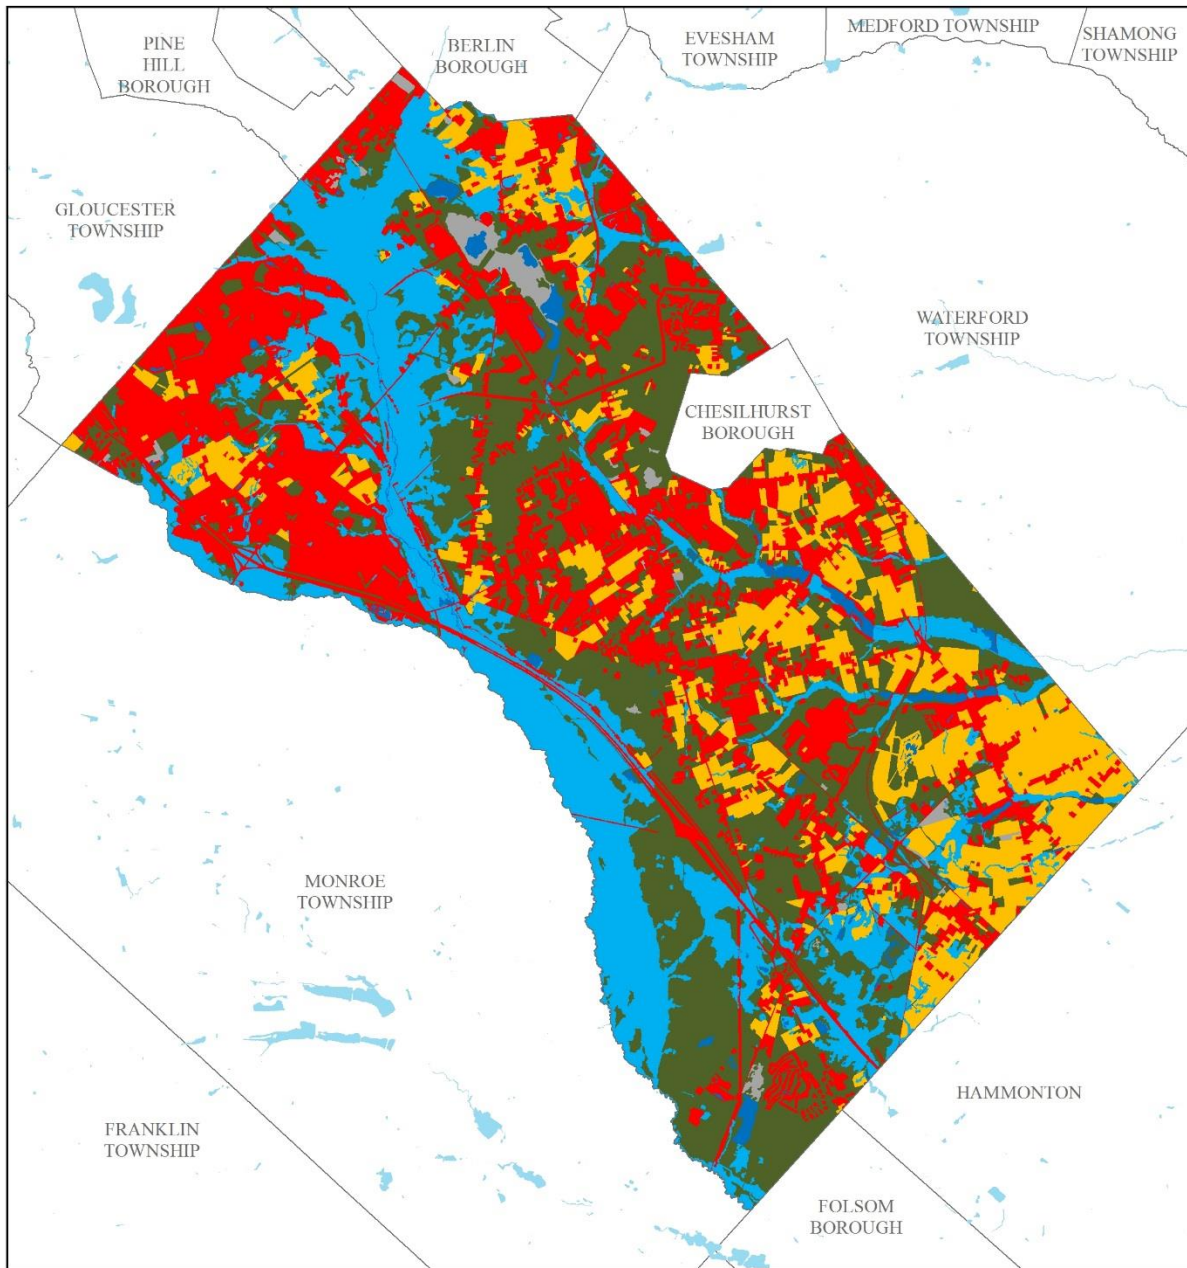 PINE
HILL
BOROUGH
BERLIN
BOROUGH
EVESHAM
TOWNSHIP
MEDFORD TOWNSHIP
SHAMONG
TOWNSHIP
GLOUCESTER
TOWNSHIP
WATERFORD
TOWNSHIP
CHESILHURST
BOROUGH
MONROE
TOWNSHIP
HAMMONTON
FRANKLIN
TOWNSHIP
FOLSOM
BOROUGH